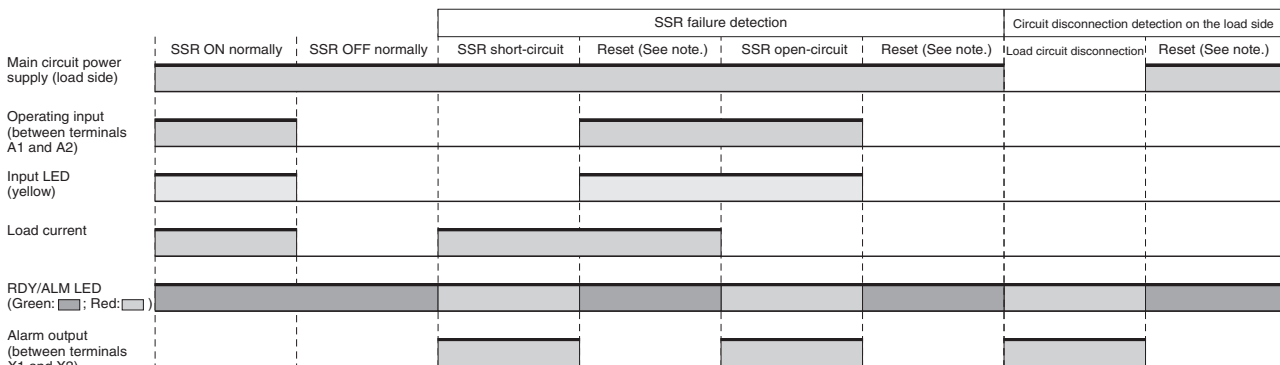 SSR failure detection
Circuit disconnection detection on the load side
SSR ON normally
SSR OFF normally
SSR short-circuit
Reset (See note.)
SSR open-circuit
Reset (See note.)
Load circuit disconnection
Reset (See note.)
Main circuit power
supply (load side)
Operating input
(between terminals
A1 and A2)
Input LED
(yellow)
Load current
RDY/ALM LED
(Green: ; Red: )
Alarm output
(between terminals
X1 and X2)